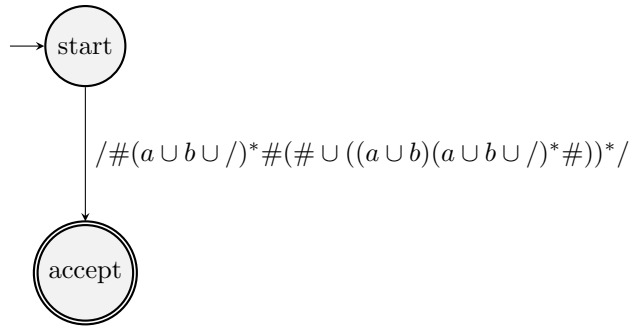 start
/#(a ∪ b ∪ /)*#(# ∪ ((a ∪ b)(a ∪ b ∪ /)*#))*/
accept